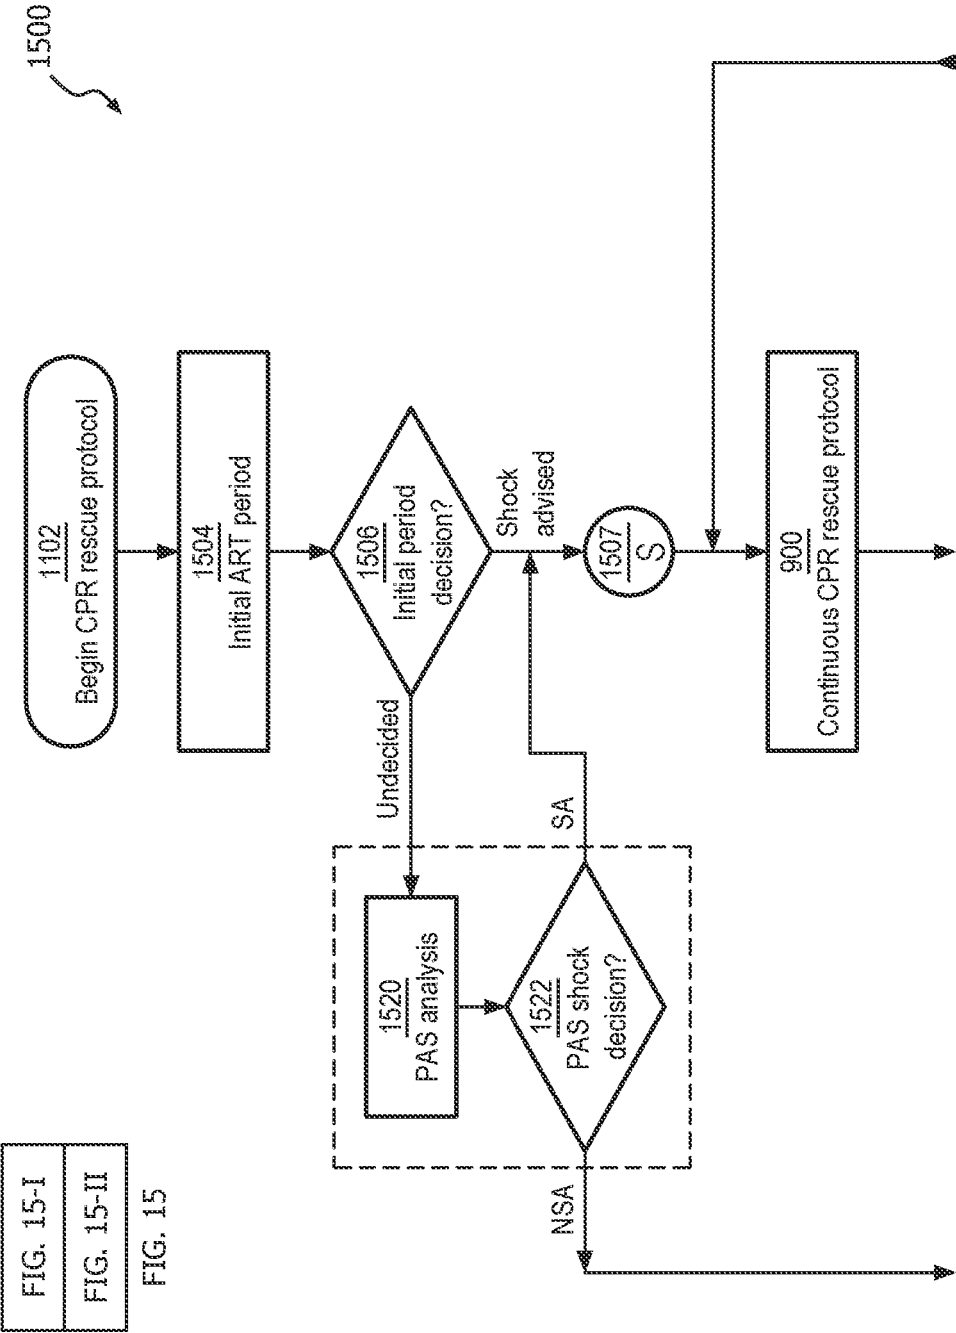 FIG. 15-I
FIG. 15-II
FIG. 15
1500
1102
Begin CPR rescue protocol
1504
Initial ART period
1506
Initial period
decision?
Undecided
Shock
advised
1520
PAS analysis
1522
PAS shock
decision?
SA
NSA
1507
S
900
Continuous CPR rescue protocol